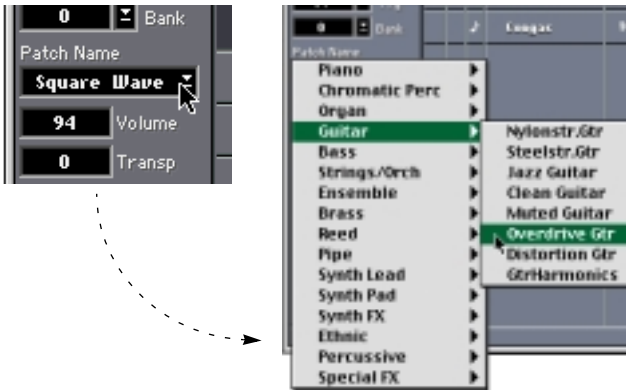 0 Bank
Patch Name
Square Wave
94 Volume
0 Transp
0 Bank
Congas
Patch Name
Piano
Chromatic Perc
Organ
Guitar
Bass
Strings/Orch
Ensemble
Brass
Reed
Pipe
Synth Lead
Synth Pad
Synth FX
Ethnic
Percussive
Special FX
Nylonstr.Gtr
Steelstr.Gtr
Jazz Guitar
Clean Guitar
Muted Guitar
Overdrive Gtr
Distortion Gtr
GtrHarmonics